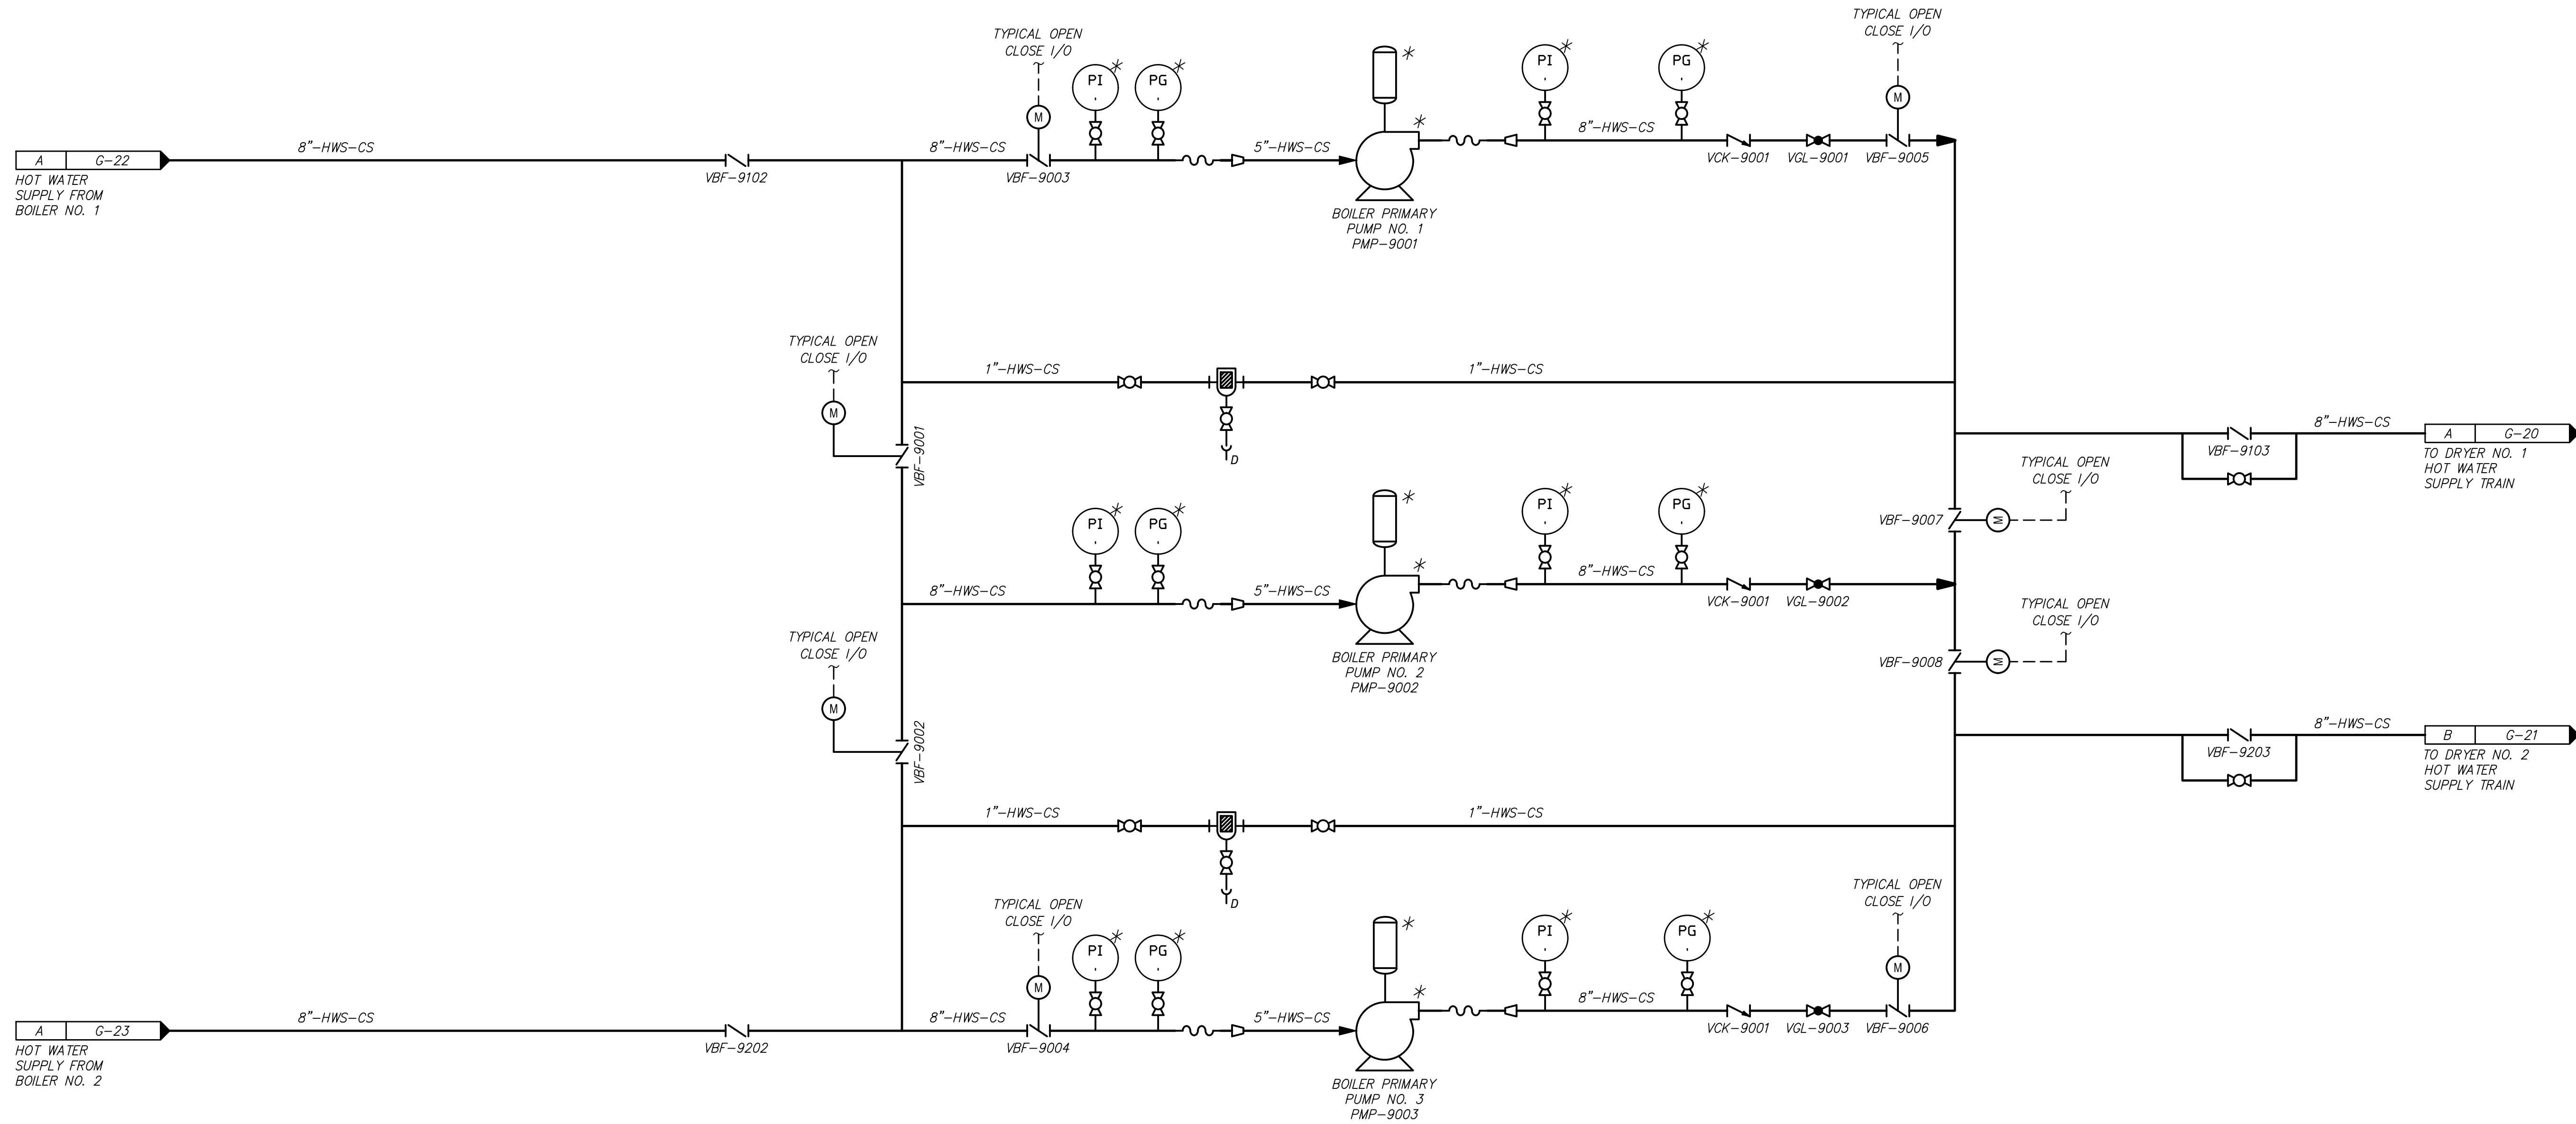 TYPICAL OPEN
CLOSE I/O
M
PI
PG
PI
PG
TYPICAL OPEN
CLOSE I/O
M
A G-22
HOT WATER
SUPPLY FROM
BOILER NO. 1
8"-HWS-CS
VBF-9102
8"-HWS-CS
VBF-9003
5"-HWS-CS
BOILER PRIMARY
PUMP NO. 1
PMP-9001
8"-HWS-CS
VCK-9001
VGL-9001
VBF-9005
TYPICAL OPEN
CLOSE I/O
M
VBF-9001
1"-HWS-CS
D
1"-HWS-CS
8"-HWS-CS
VBF-9103
A G-20
TO DRYER NO. 1
HOT WATER
SUPPLY TRAIN
TYPICAL OPEN
CLOSE I/O
VBF-9007
M
PI
PG
PI
PG
8"-HWS-CS
5"-HWS-CS
BOILER PRIMARY
PUMP NO. 2
PMP-9002
8"-HWS-CS
VCK-9001
VGL-9002
TYPICAL OPEN
CLOSE I/O
VBF-9008
M
TYPICAL OPEN
CLOSE I/O
M
VBF-9002
8"-HWS-CS
VBF-9203
B G-21
TO DRYER NO. 2
HOT WATER
SUPPLY TRAIN
1"-HWS-CS
D
1"-HWS-CS
TYPICAL OPEN
CLOSE I/O
M
PI
PG
PI
PG
TYPICAL OPEN
CLOSE I/O
M
A G-23
HOT WATER
SUPPLY FROM
BOILER NO. 2
8"-HWS-CS
VBF-9202
8"-HWS-CS
VBF-9004
5"-HWS-CS
BOILER PRIMARY
PUMP NO. 3
PMP-9003
8"-HWS-CS
VCK-9001
VGL-9003
VBF-9006